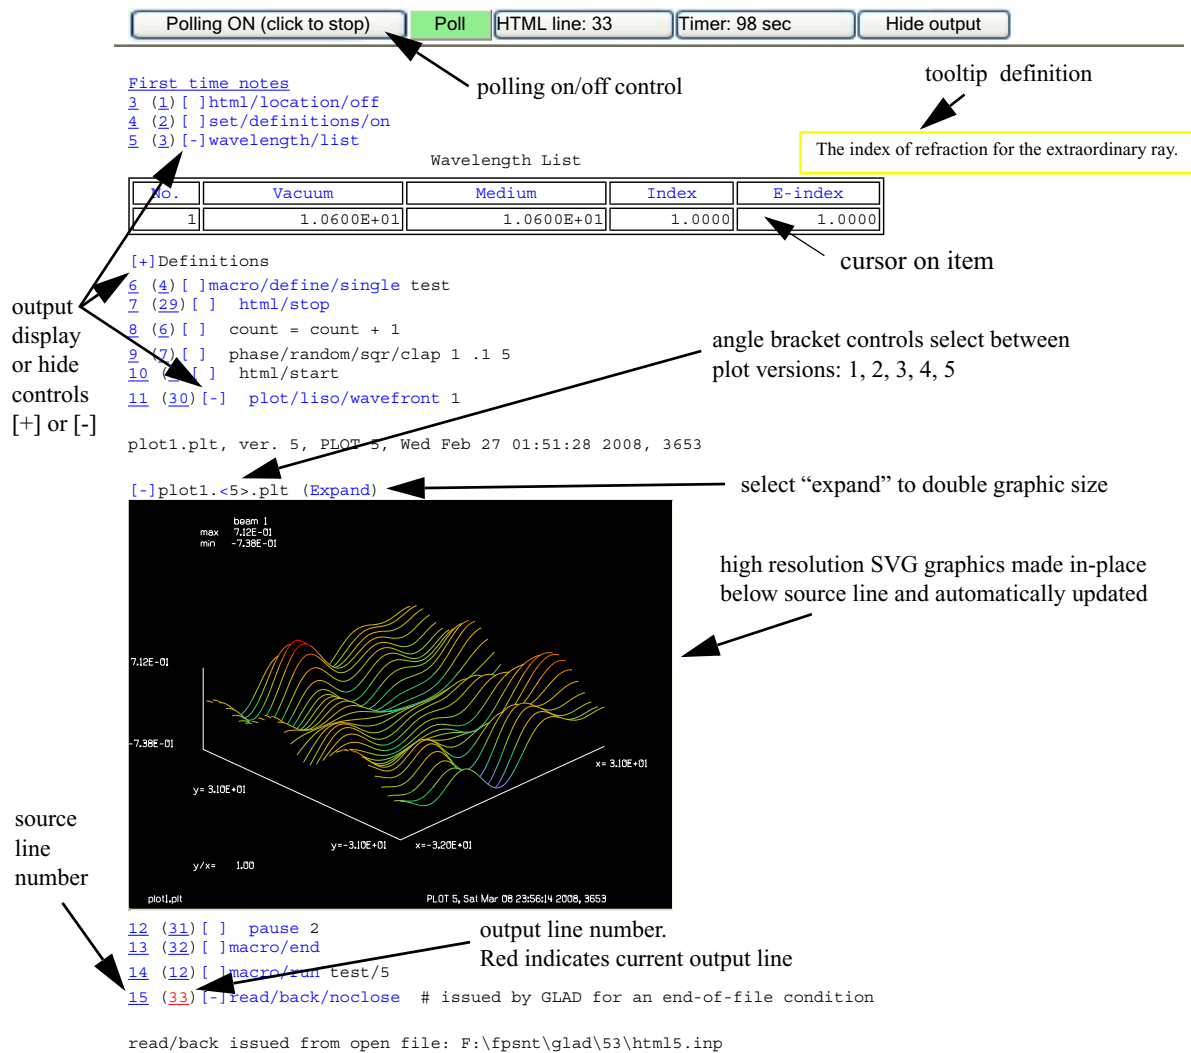 Polling ON (click to stop) Poll HTML line: 33 Timer: 98 sec Hide output
polling on/off control
tooltip definition
First time notes
3 (1)[ ]html/location/off
4 (2)[ ]set/definitions/on
5 (3)[-]wavelength/list
The index of refraction for the extraordinary ray.
Wavelength List
No. Vacuum Medium Index E-index
1 1.0600E+01 1.0600E+01 1.0000 1.0000
cursor on item
[+]Definitions
6 (4)[ ]macro/define/single test
7 (29)[ ] html/stop
8 (6)[ ] count = count + 1
9 (7)[ ] phase/random/sqr/clap 1 .1 5
10 ( [ ] html/start
11 (30)[-] plot/liso/wavefront 1
output
display
or hide
controls
[+] or [-]
angle bracket controls select between
plot versions: 1, 2, 3, 4, 5
plot1.plt, ver. 5, PLOT 5, Wed Feb 27 01:51:28 2008, 3653
[-]plot1.<5>.plt (Expand)
select “expand” to double graphic size
beam 1
max 7.12E-01
min -7.38E-01
high resolution SVG graphics made in-place
below source line and automatically updated
7.12E-01
-7.38E-01
x= 3.10E+01
y= 3.10E+01
y=-3.10E+01 x=-3.20E+01
y/x= 1.00
plot1.plt PLOT 5, Sat Mar 08 23:56:14 2008, 3653
source
line
number
12 (31)[ ] pause 2
13 (32)[ ]macro/end
14 (12)[ ]macro/run test/5
15 (33)[-]read/back/noclose # issued by GLAD for an end-of-file condition
output line number.
Red indicates current output line
read/back issued from open file: F:\fpsnt\glad\53\html5.inp